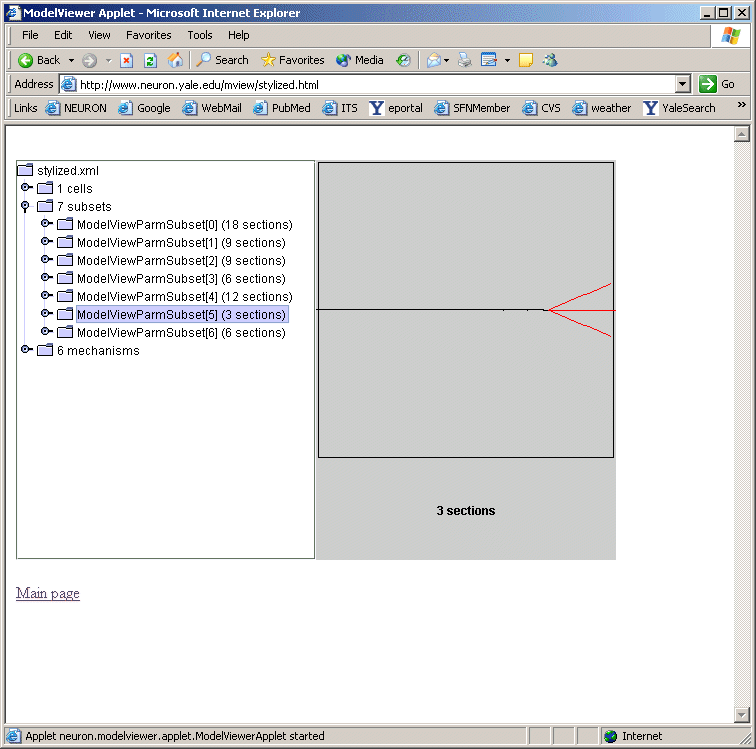 ModelViewer Applet - Microsoft Internet Explorer
File Edit View Favorites Tools Help
Back Search Favorites Media
Address http://www.neuron.yale.edu/mview/stylized.html Go
Links NEURON Google WebMail PubMed ITS Y eportal SFNMember CVS weather Y YaleSearch »
stylized.xml
1 cells
7 subsets
ModelViewParmSubset[0] (18 sections)
ModelViewParmSubset[1] (9 sections)
ModelViewParmSubset[2] (9 sections)
ModelViewParmSubset[3] (6 sections)
ModelViewParmSubset[4] (12 sections)
ModelViewParmSubset[5] (3 sections)
ModelViewParmSubset[6] (6 sections)
6 mechanisms
3 sections
Main page
Applet neuron.modelviewer.applet.ModelViewerApplet started Internet